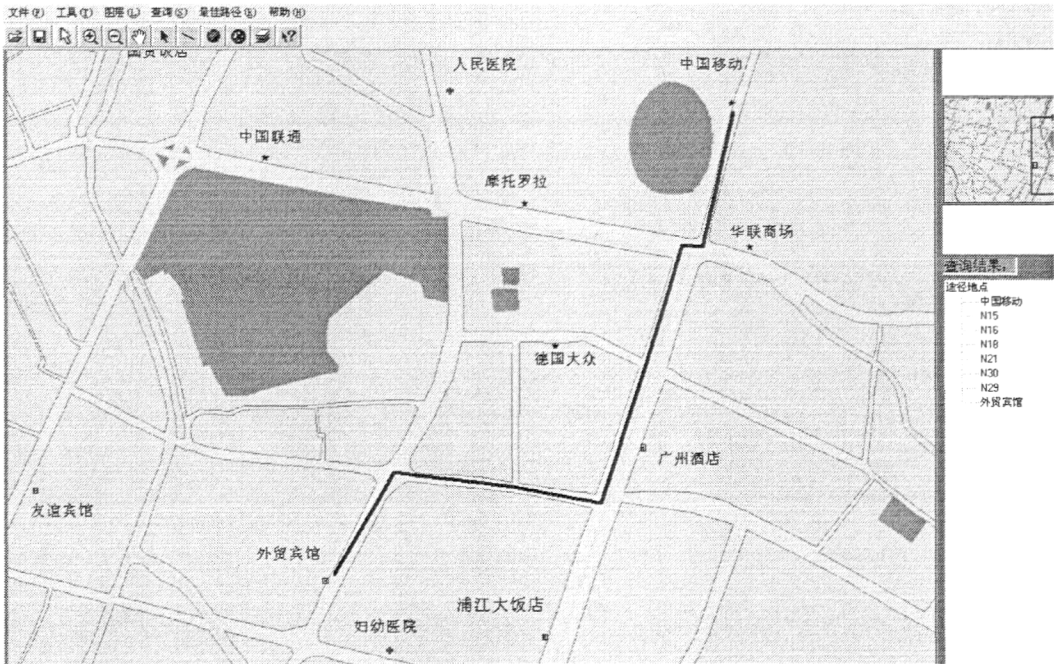 文件(F) 工具(T) 图层(L) 查询(S) 最佳路径(B) 帮助(H)
国贸饭店
人民医院
中国移动
中国联通
摩托罗拉
华联商场
查询结果:
途径地点
中国移动
N15
N16
N18
N21
N30
N29
外贸宾馆
德国大众
广州酒店
友谊宾馆
外贸宾馆
浦江大饭店
妇幼医院